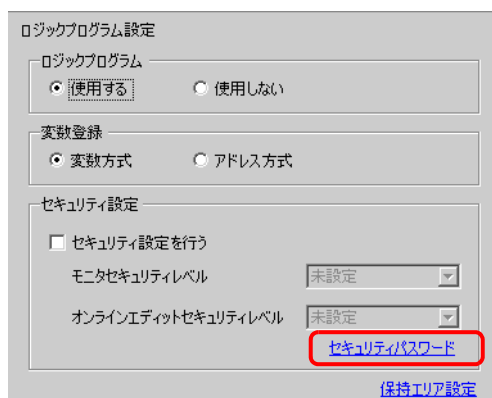 ロジックプログラム設定
ロジックプログラム
使用する 使用しない
変数登録
変数方式 アドレス方式
セキュリティ設定
セキュリティ設定を行う
モニタセキュリティレベル 未設定
オンラインエディットセキュリティレベル 未設定
セキュリティパスワード
保持エリア設定